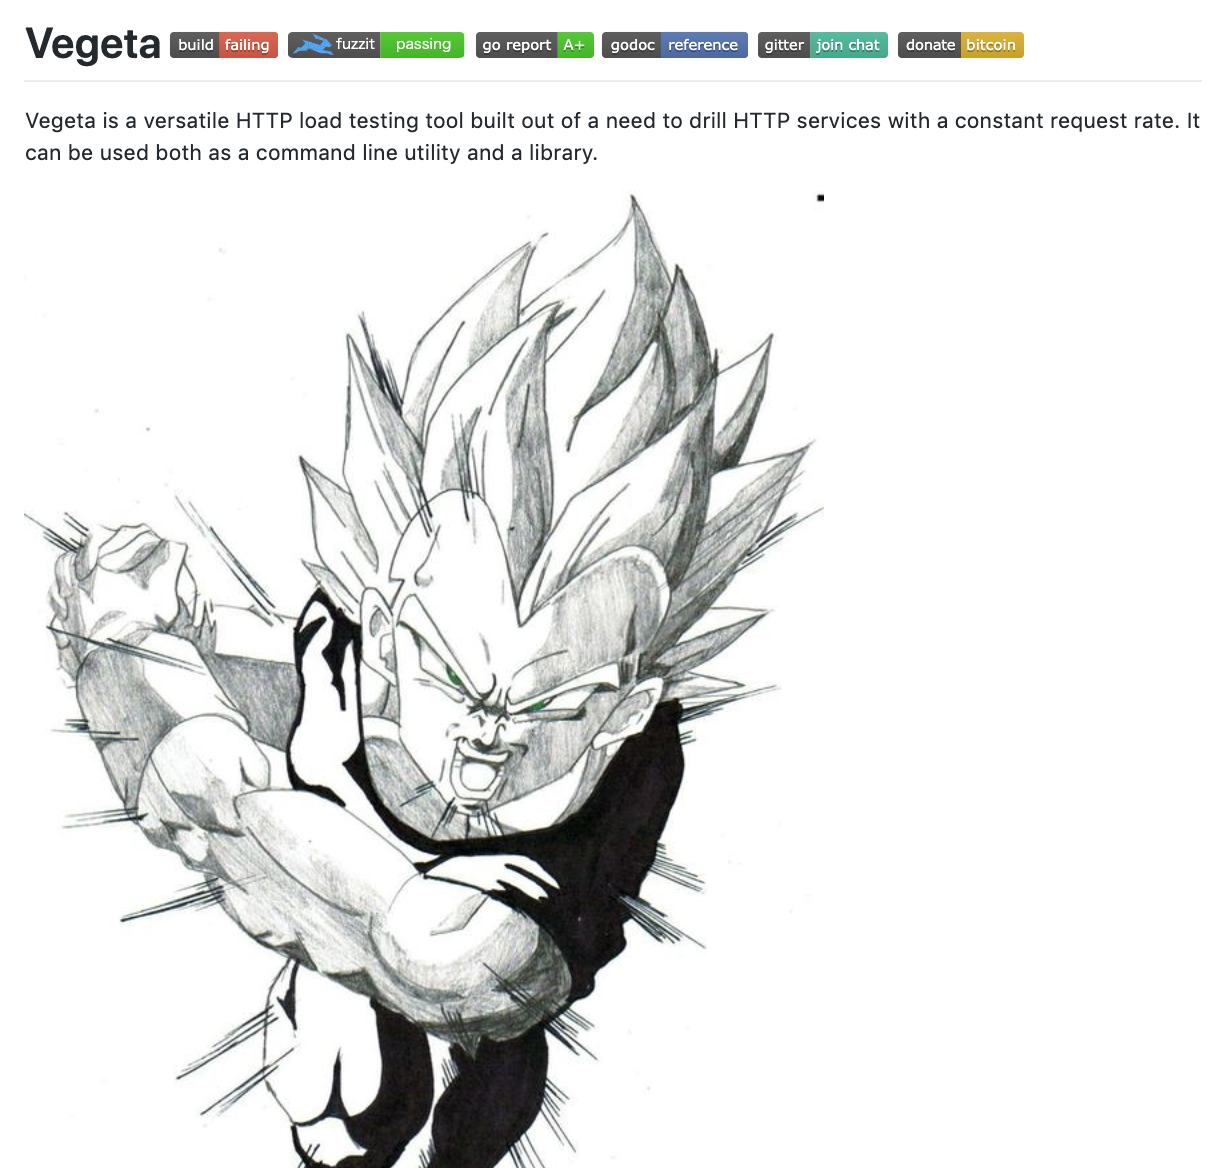 Vegeta build failing fuzzit passing go report A+ godoc reference gitter join chat donate bitcoin
Vegeta is a versatile HTTP load testing tool built out of a need to drill HTTP services with a constant request rate. It
can be used both as a command line utility and a library.